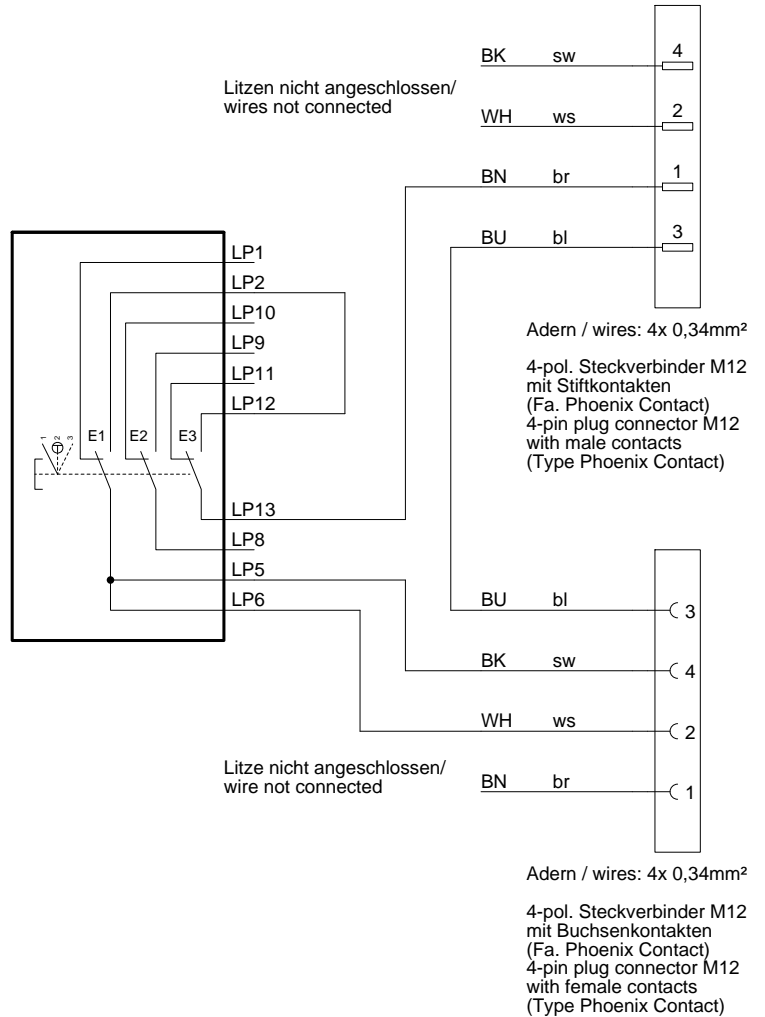 BK sw 4
Litzen nicht angeschlossen/
wires not connected
WH ws 2
BN br 1
BU bl 3
LP1
LP2
LP10
LP9
LP11
LP12
1 2 3
E1 E2 E3
LP13
LP8
LP5
LP6
Adern / wires: 4x 0,34mm²
4-pol. Steckverbinder M12
mit Stiftkontakten
(Fa. Phoenix Contact)
4-pin plug connector M12
with male contacts
(Type Phoenix Contact)
BU bl 3
BK sw 4
WH ws 2
Litze nicht angeschlossen/
wire not connected
BN br 1
Adern / wires: 4x 0,34mm²
4-pol. Steckverbinder M12
mit Buchsenkontakten
(Fa. Phoenix Contact)
4-pin plug connector M12
with female contacts
(Type Phoenix Contact)